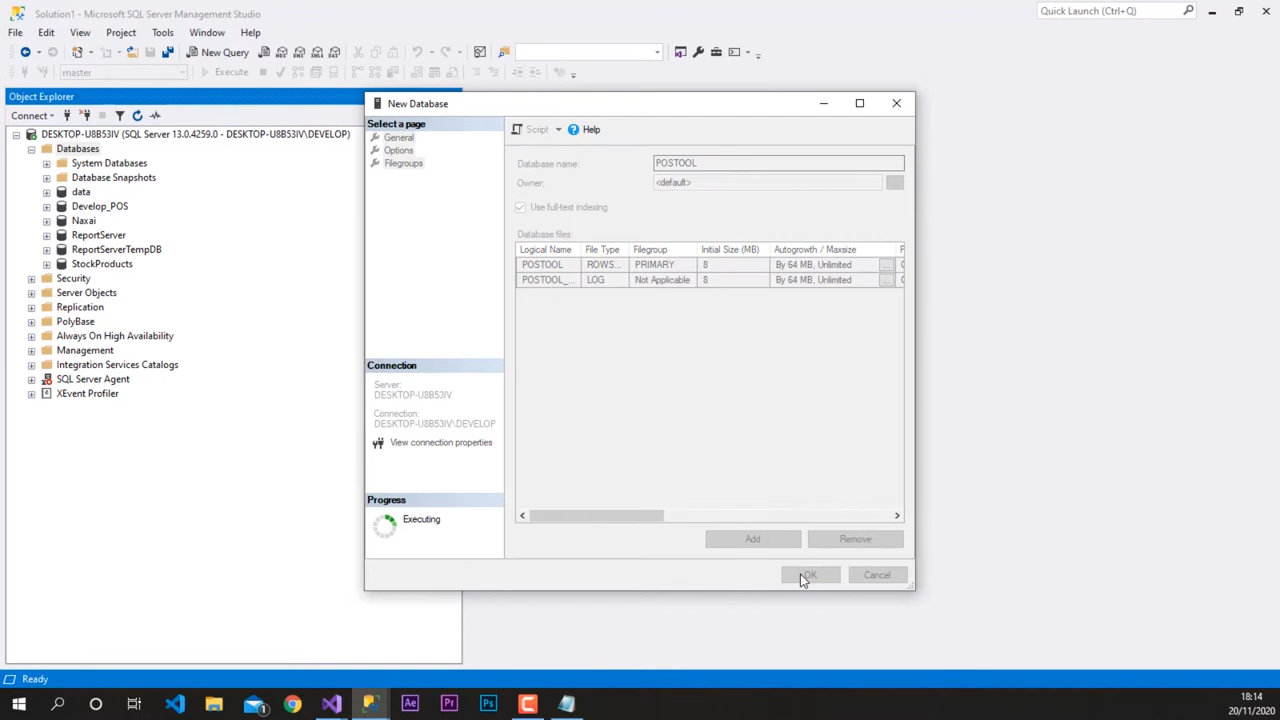 Solution1 - Microsoft SQL Server Management Studio
Quick Launch (Ctrl+Q)
File Edit View Project Tools Window Help
New Query
master
Execute
Object Explorer
Connect
DESKTOP-U8B53IV (SQL Server 13.0.4259.0 - DESKTOP-U8B53IV\DEVELOP)
Databases
System Databases
Database Snapshots
data
Develop_POS
Naxai
ReportServer
ReportServerTempDB
StockProducts
Security
Server Objects
Replication
PolyBase
Always On High Availability
Management
Integration Services Catalogs
SQL Server Agent
XEvent Profiler
New Database
Select a page
General
Options
Filegroups
Script Help
Database name: POSTOOL
Owner: <default>
...
Use full-text indexing
Database files:
Logical Name File Type Filegroup Initial Size (MB) Autogrowth / Maxsize
POSTOOL ROWS... PRIMARY 8 By 64 MB, Unlimited ...
POSTOOL_... LOG Not Applicable 8 By 64 MB, Unlimited ...
Connection
Server:
DESKTOP-U8B53IV
Connection:
DESKTOP-U8B53IV\DEVELOP
View connection properties
Progress
Executing
Add Remove
OK Cancel
Ready
1
Ae Pr Ps
18:14
20/11/2020